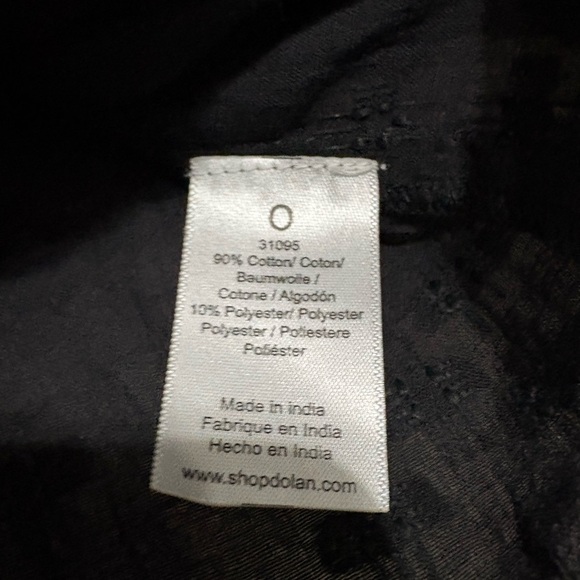 O
31095
90% Cotton/ Coton/
Baumwolle /
Cotone / Algodón
10% Polyester/ Polyester
Polyester / Poliestere
Poliéster
Made in India
Fabrique en India
Hecho en India
www.shopdolan.com